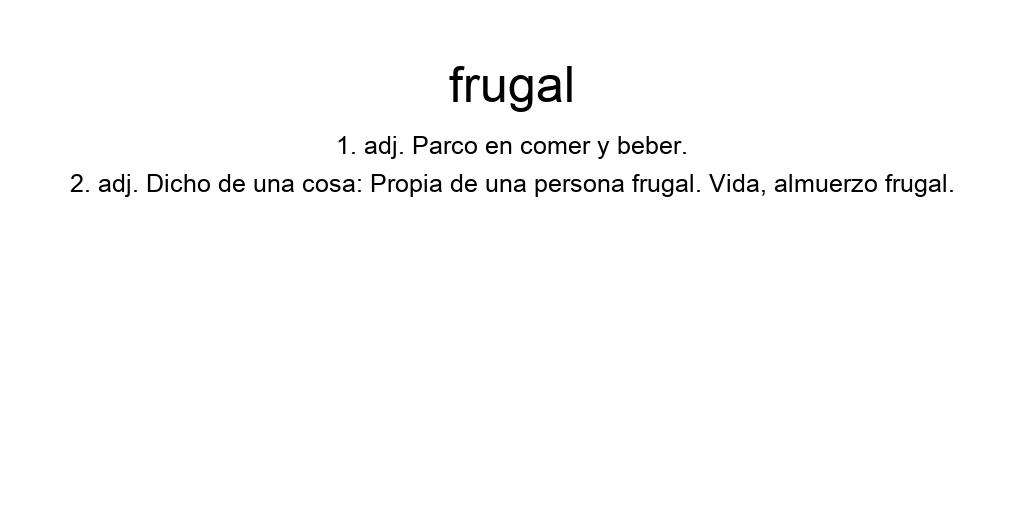 frugal
1. adj. Parco en comer y beber.
2. adj. Dicho de una cosa: Propia de una persona frugal. Vida, almuerzo frugal.